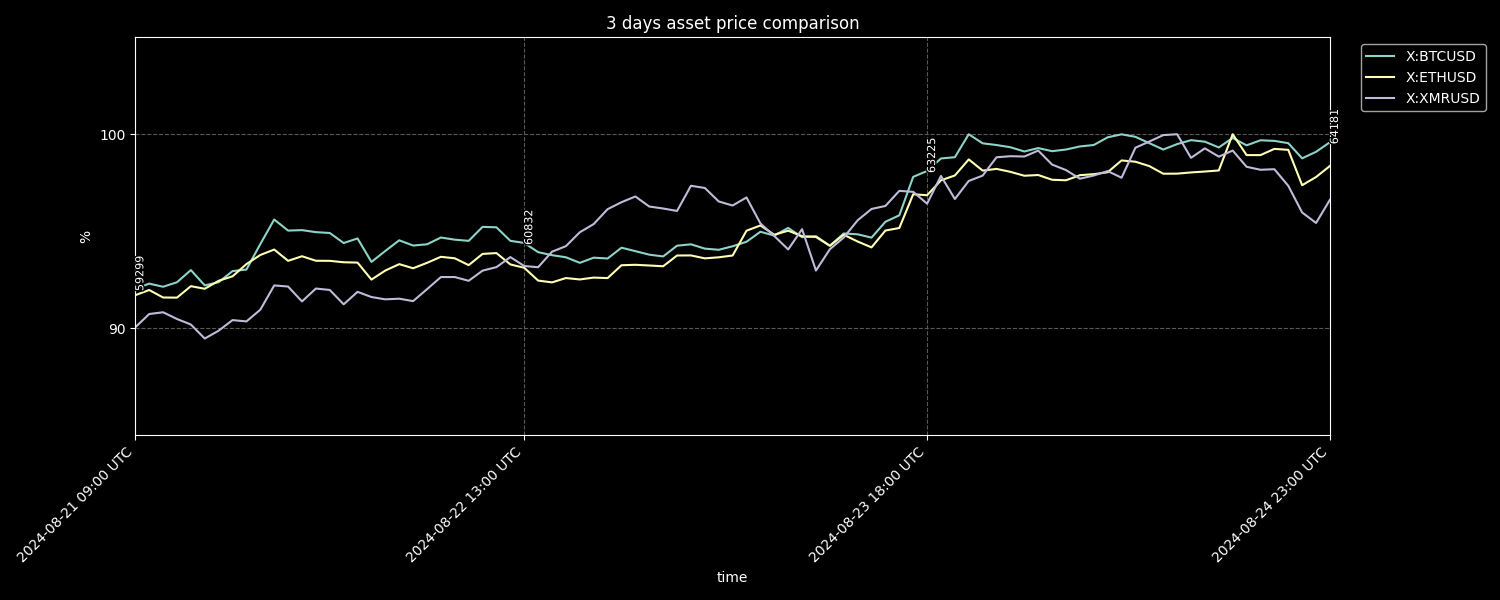 3 days asset price comparison
X:BTCUSD
X:ETHUSD
X:XMRUSD
100
90
%
59299
60832
63225
64181
2024-08-21 09:00 UTC
2024-08-22 13:00 UTC
2024-08-23 18:00 UTC
2024-08-24 23:00 UTC
time